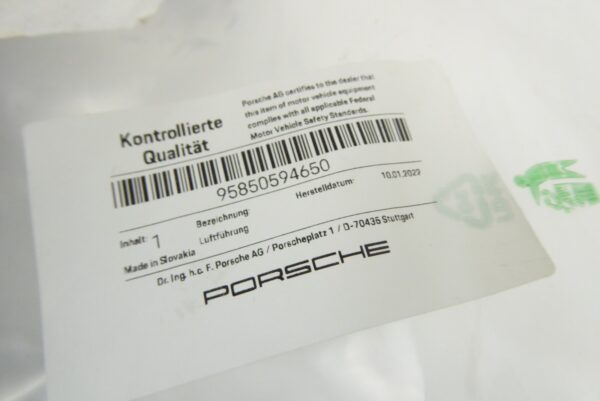 Kontrollierte
Qualität
Porsche AG certifies to the dealer that
this item of motor vehicle equipment
complies with all applicable Federal
Motor Vehicle Safety Standards.
95850594650
Inhalt: 1 Bezeichnung: Herstelldatum: 10.01.2022
Luftführung
Made in Slovakia
Dr. Ing. h.c. F. Porsche AG / Porscheplatz 1 / D-70435 Stuttgart
PORSCHE